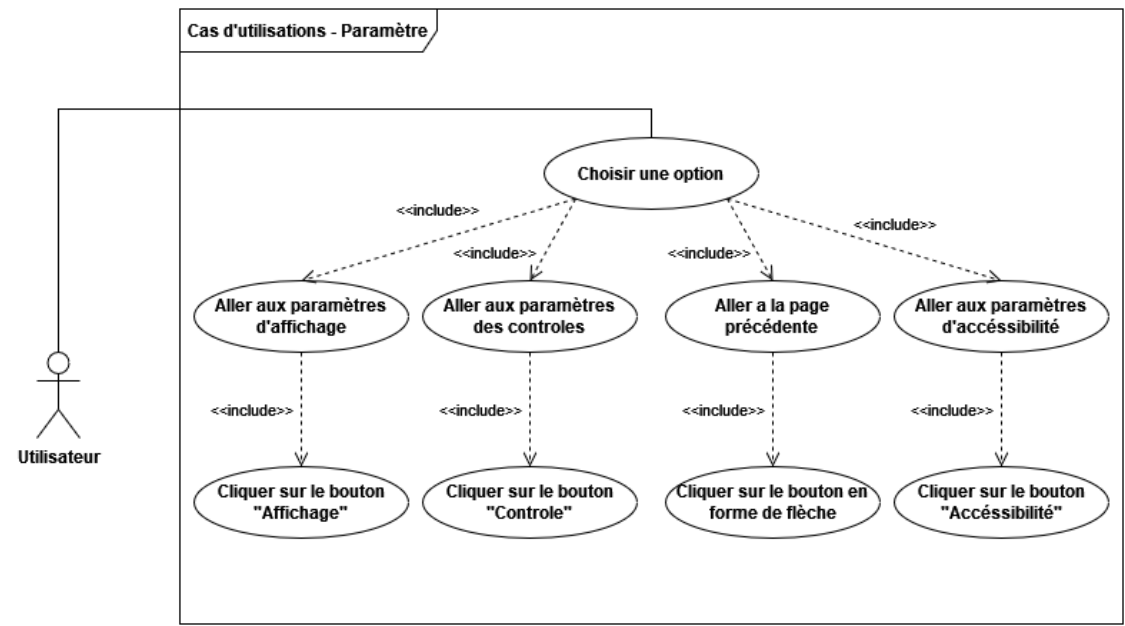 Cas d'utilisations - Paramètre
Choisir une option
<<include>>
<<include>>
<<include>>
<<include>>
Aller aux paramètres
d'affichage
Aller aux paramètres
des controles
Aller a la page
précédente
Aller aux paramètres
d'accéssibilité
<<include>>
<<include>>
<<include>>
<<include>>
Utilisateur
Cliquer sur le bouton
"Affichage"
Cliquer sur le bouton
"Controle"
Cliquer sur le bouton en
forme de flèche
Cliquer sur le bouton
"Accéssibilité"